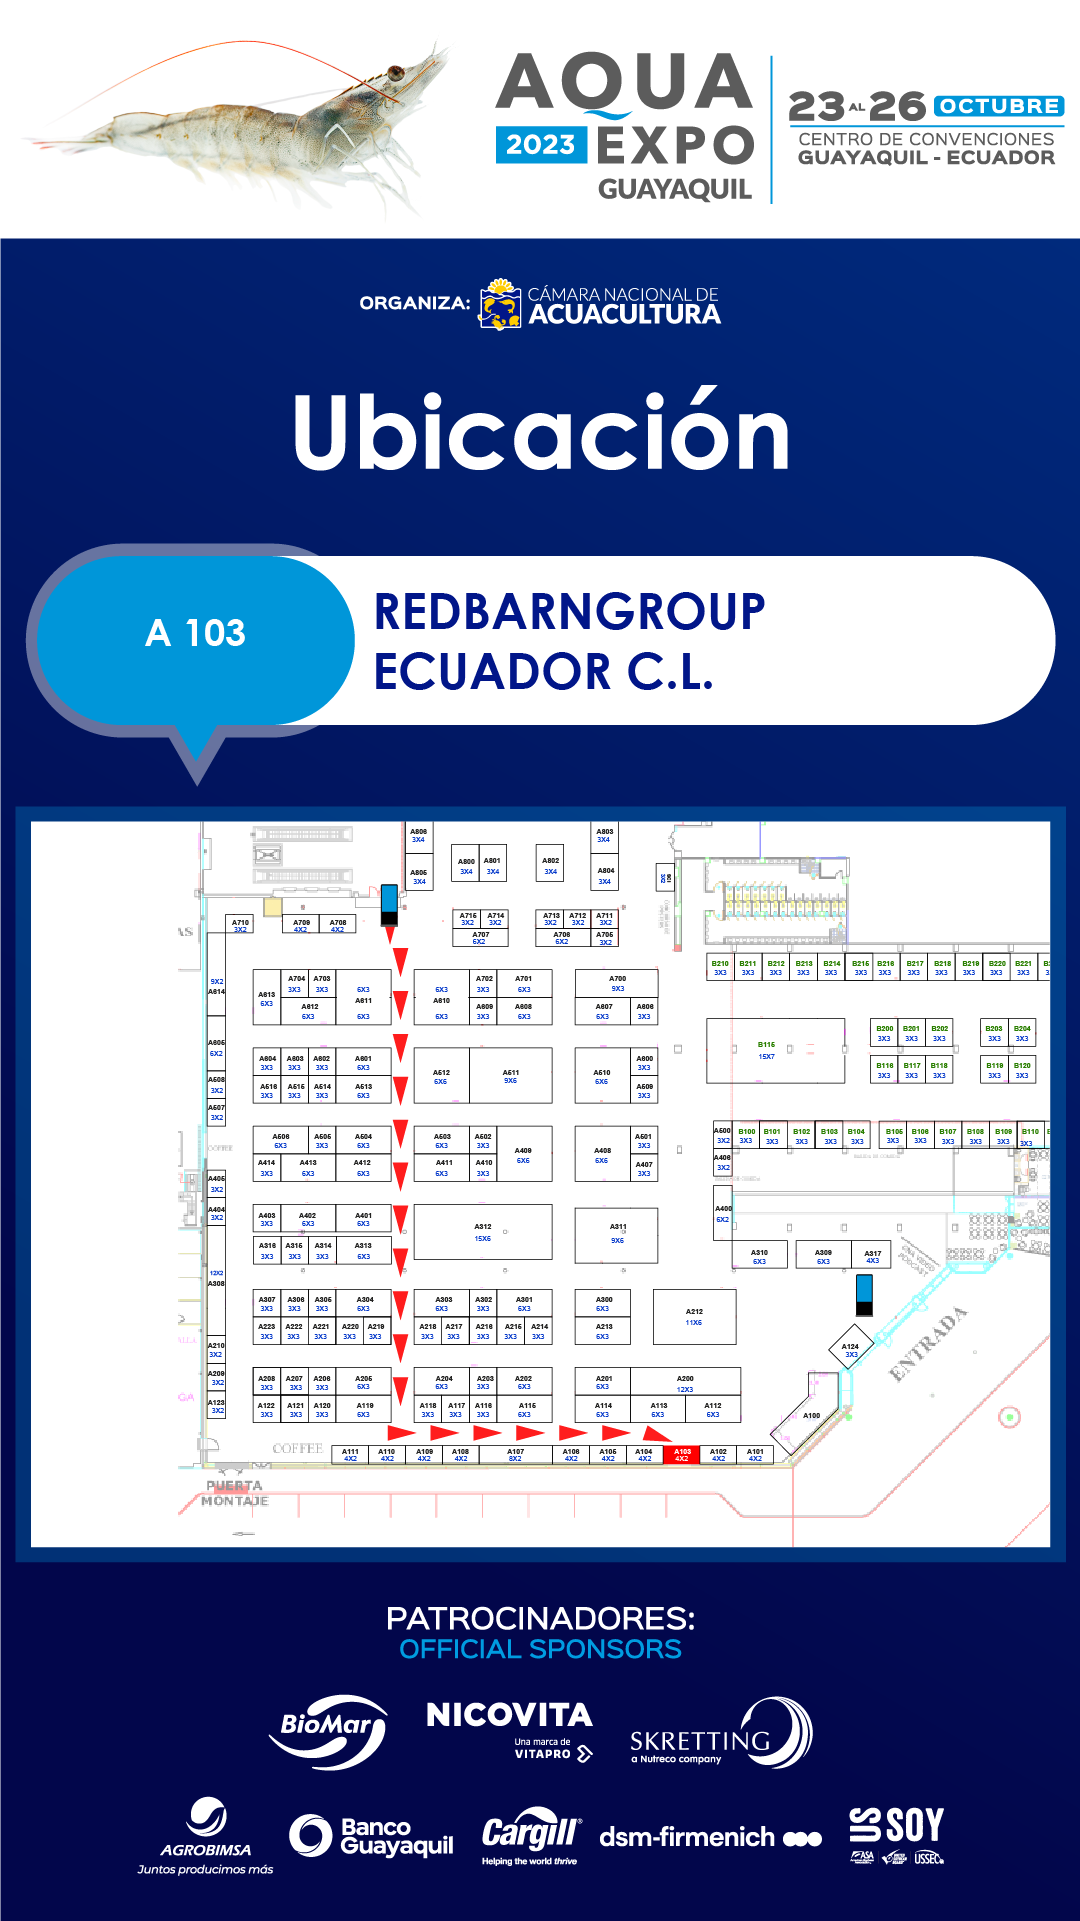 AQUA
2023 EXPO
GUAYAQUIL
23 AL 26 OCTUBRE
CENTRO DE CONVENCIONES
GUAYAQUIL - ECUADOR
ORGANIZA:
CÁMARA NACIONAL DE
ACUACULTURA
Ubicación
A 103
REDBARNGROUP
ECUADOR C.L.
A806 3X4
A803 3X4
A800 3X4
A801 3X4
A802 3X4
A805 3X4
A804 3X4
A710 3X2
A709 4X2
A708 4X2
A715 3X2
A714 3X2
A713 3X2
A712 3X2
A711 3X2
A707 6X2
A706 6X2
A705 3X2
B210 3X3
B211 3X3
B212 3X3
B213 3X3
B214 3X3
B215 3X3
B216 3X3
B217 3X3
B218 3X3
B219 3X3
B220 3X3
B221 3X3
9X2 A614
A613 6X3
A704 3X3
A703 3X3
6X3 A611 6X3
A612 6X3
6X3 A610 6X3
A702 3X3
A701 6X3
A609 3X3
A608 6X3
A700 9X3
A607 6X3
A606 3X3
B115 15X7
B200 3X3
B201 3X3
B202 3X3
B203 3X3
B204 3X3
B116 3X3
B117 3X3
B118 3X3
B119 3X3
B120 3X3
A605 6X2
A604 3X3
A603 3X3
A602 3X3
A601 6X3
A516 3X3
A515 3X3
A514 3X3
A513 6X3
A512 6X6
A511 9X6
A510 6X6
A600 3X3
A509 3X3
A508 3X2
A507 3X2
A506 6X3
A505 3X3
A504 6X3
A503 6X3
A502 3X3
A409 6X6
A408 6X6
A501 3X3
A407 3X3
A414 3X3
A413 6X3
A412 6X3
A411 6X3
A410 3X3
A500 3X2
B100 3X3
B101 3X3
B102 3X3
B103 3X3
B104 3X3
B105 3X3
B106 3X3
B107 3X3
B108 3X3
B109 3X3
B110 3X3
A406 3X2
COFFEE
A405 3X2
A404 3X2
A403 3X3
A402 6X3
A401 6X3
A312 15X6
A311 9X6
A400 6X2
A316 3X3
A315 3X3
A314 3X3
A313 6X3
A310 6X3
A309 6X3
A317 4X3
12X2 A308
A307 3X3
A306 3X3
A305 3X3
A304 6X3
A303 6X3
A302 3X3
A301 6X3
A300 6X3
A212 11X6
A223 3X3
A222 3X3
A221 3X3
A220 3X3
A219 3X3
A218 3X3
A217 3X3
A216 3X3
A215 3X3
A214 3X3
A213 6X3
A124 3X3
ENTRADA
A210 3X2
A209 3X2
A208 3X3
A207 3X3
A206 3X3
A205 6X3
A204 6X3
A203 3X3
A202 6X3
A201 6X3
A200 12X3
A123 3X2
A122 3X3
A121 3X3
A120 3X3
A119 6X3
A118 3X3
A117 3X3
A116 3X3
A115 6X3
A114 6X3
A113 6X3
A112 6X3
A100
COFFEE
A111 4X2
A110 4X2
A109 4X2
A108 4X2
A107 8X2
A106 4X2
A105 4X2
A104 4X2
A103 4X2
A102 4X2
A101 4X2
PUERTA
MONTAJE
PATROCINADORES:
OFFICIAL SPONSORS
BioMar
NICOVITA
Una marca de
VITAPRO
SKRETTING
a Nutreco company
AGROBIMSA
Juntos producimos más
Banco
Guayaquil
Cargill®
Helping the world thrive
dsm-firmenich
US SOY
ASA
USSEC